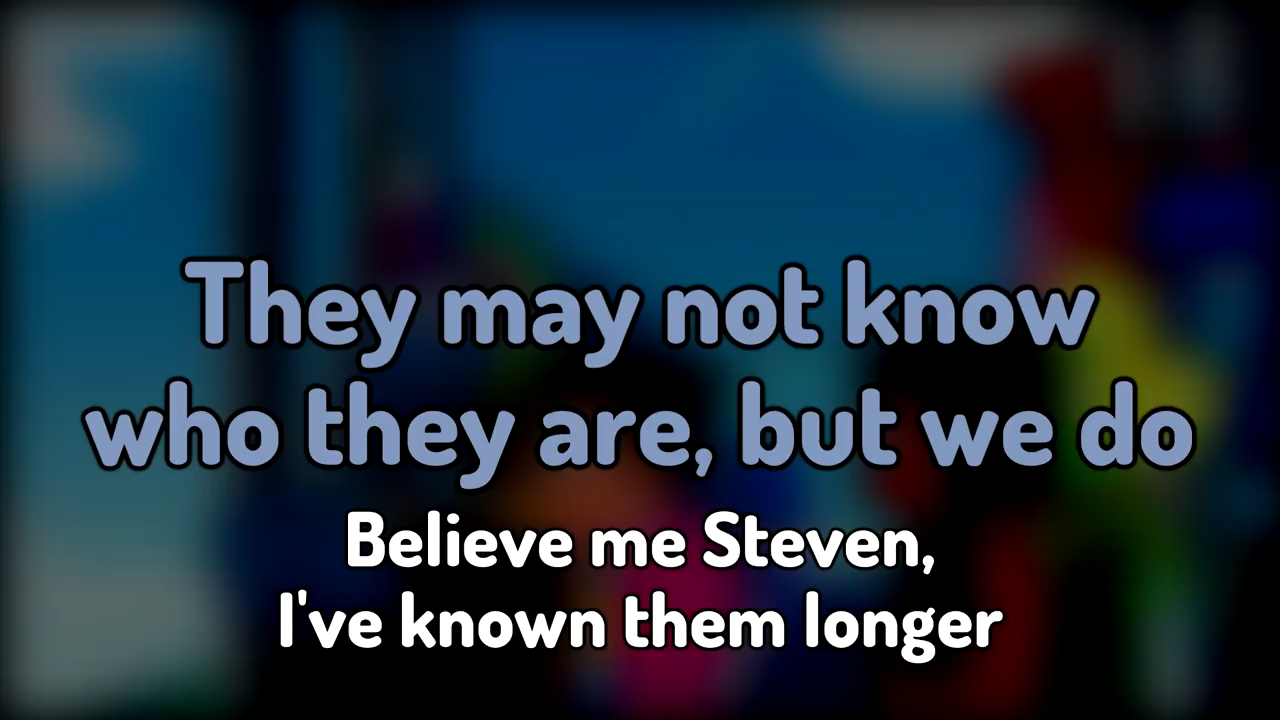 They may not know
who they are, but we do
Believe me Steven,
I've known them longer